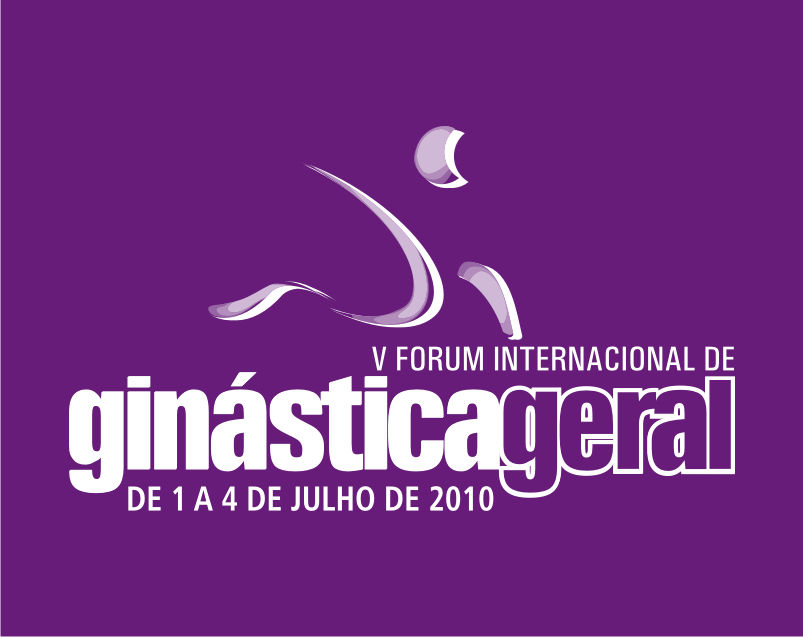 V FORUM INTERNACIONAL DE
ginásticageral
DE 1 A 4 DE JULHO DE 2010